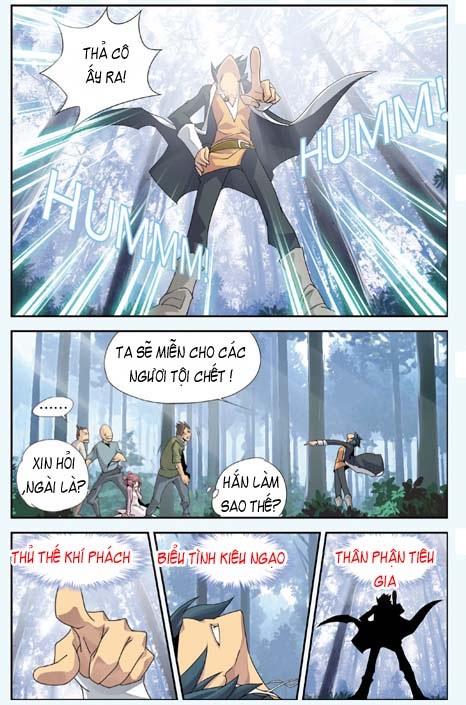 THẢ CÔ
ẤY RA!
HUMM!
HUMMM!
TA SẼ MIỄN CHO CÁC
NGƯƠI TỘI CHẾT !
......
XIN HỎI
,NGÀI LÀ?
HẮN LÀM
SAO THẾ?
THỦ THẾ KHÍ PHÁCH
BIỂU TÌNH KIÊU NGẠO
THÂN PHẬN TIÊU
GIA